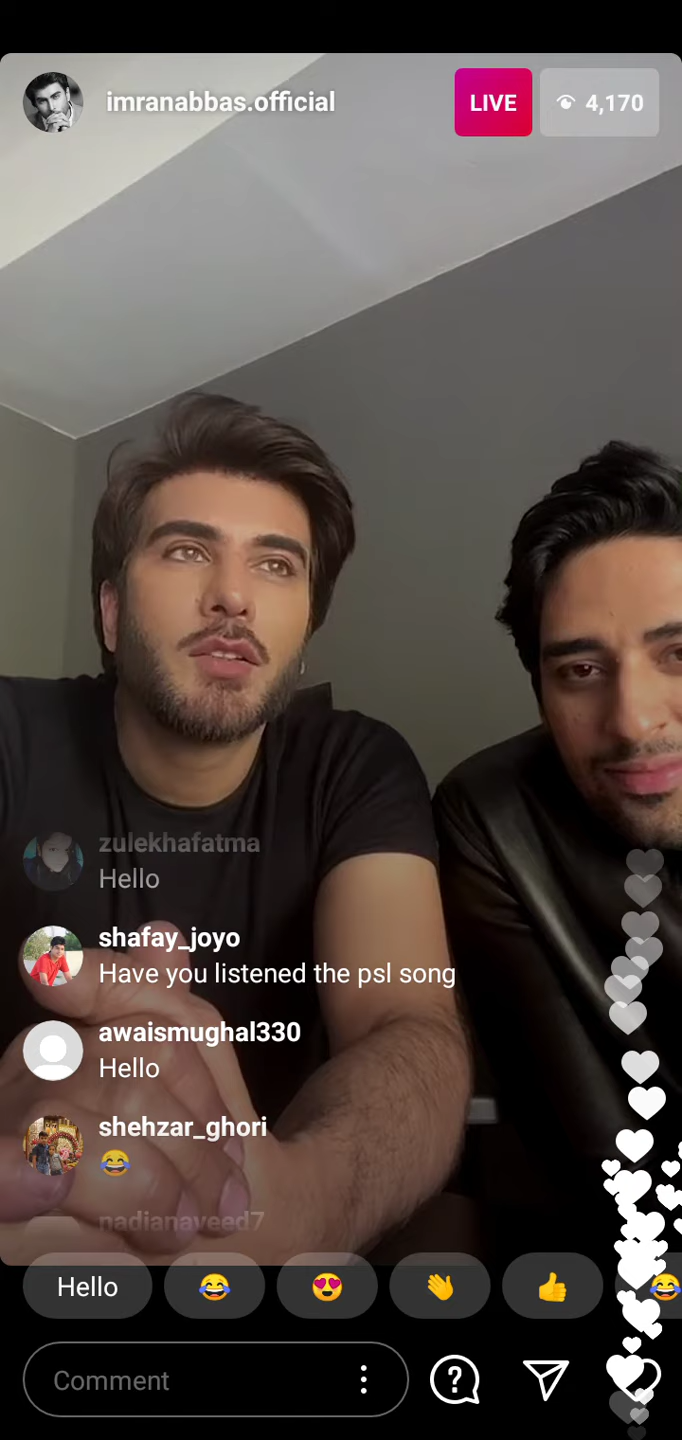 imranabbas.official
LIVE
4,170
zulekhafatma
Hello
shafay_joyo
Have you listened the psl song
awaismughal330
Hello
shehzar_ghori
😂
nadianaveed7
Hello 😂 😍 👋 👍 😂
Comment